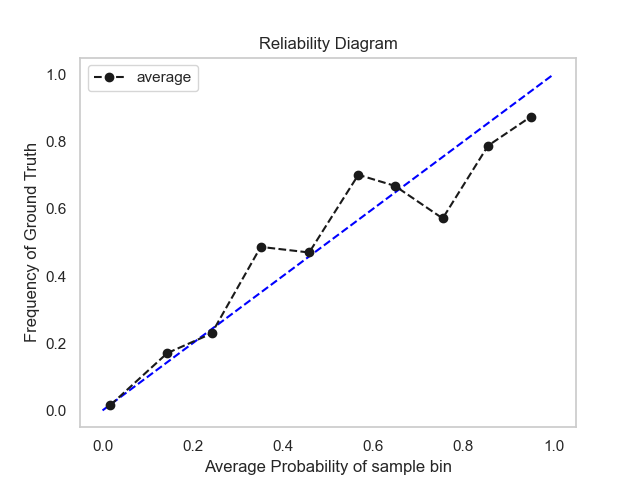 Reliability Diagram
average
Frequency of Ground Truth
1.0
0.8
0.6
0.4
0.2
0.0
0.0 0.2 0.4 0.6 0.8 1.0
Average Probability of sample bin